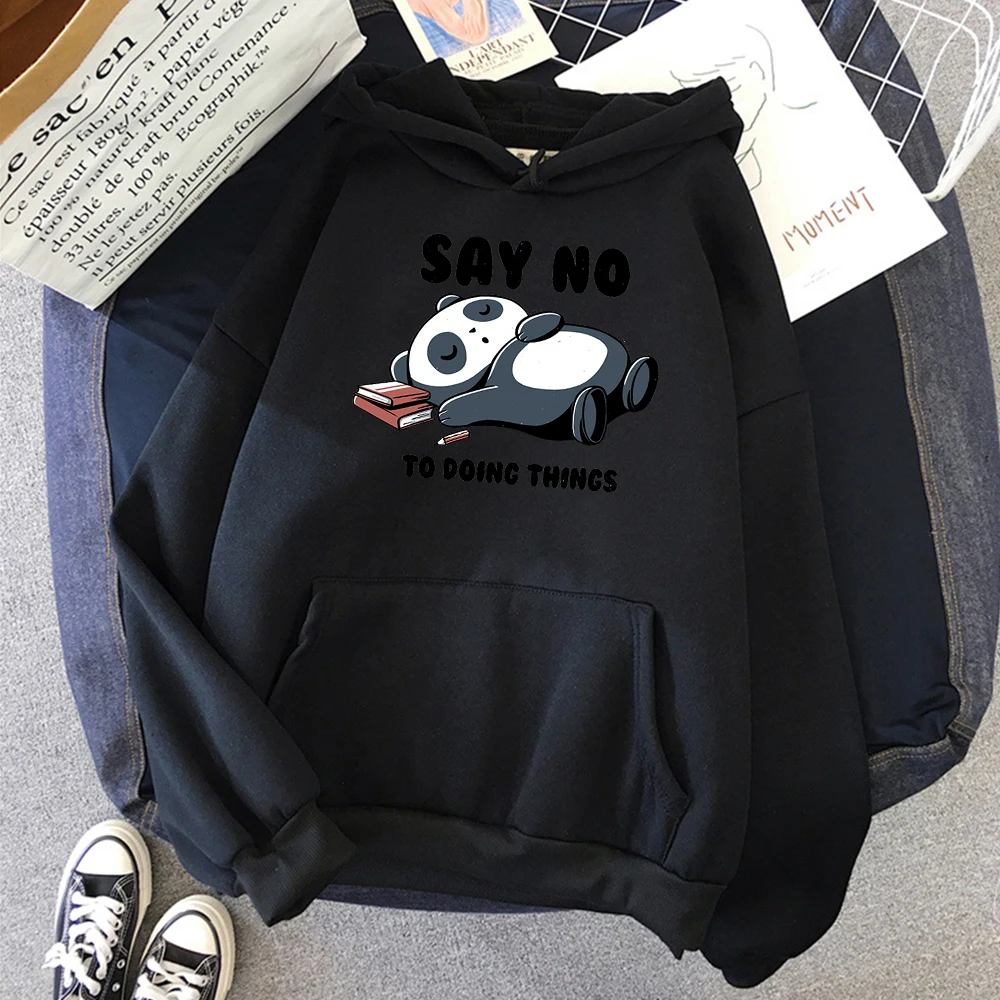 Le sac en
Ce sac est fabriqué à partir d
épaisseur 180g/m². papier vége
100 % naturel. kraft blanc
doublé de kraft brun Contenance :
33 litres. 100 % Ecographik.™
Ne le jetez pas.
il peut servir plusieurs fois.
L'ART
INDÉPENDANT
MOMENT
SAY NO
TO DOING THINGS